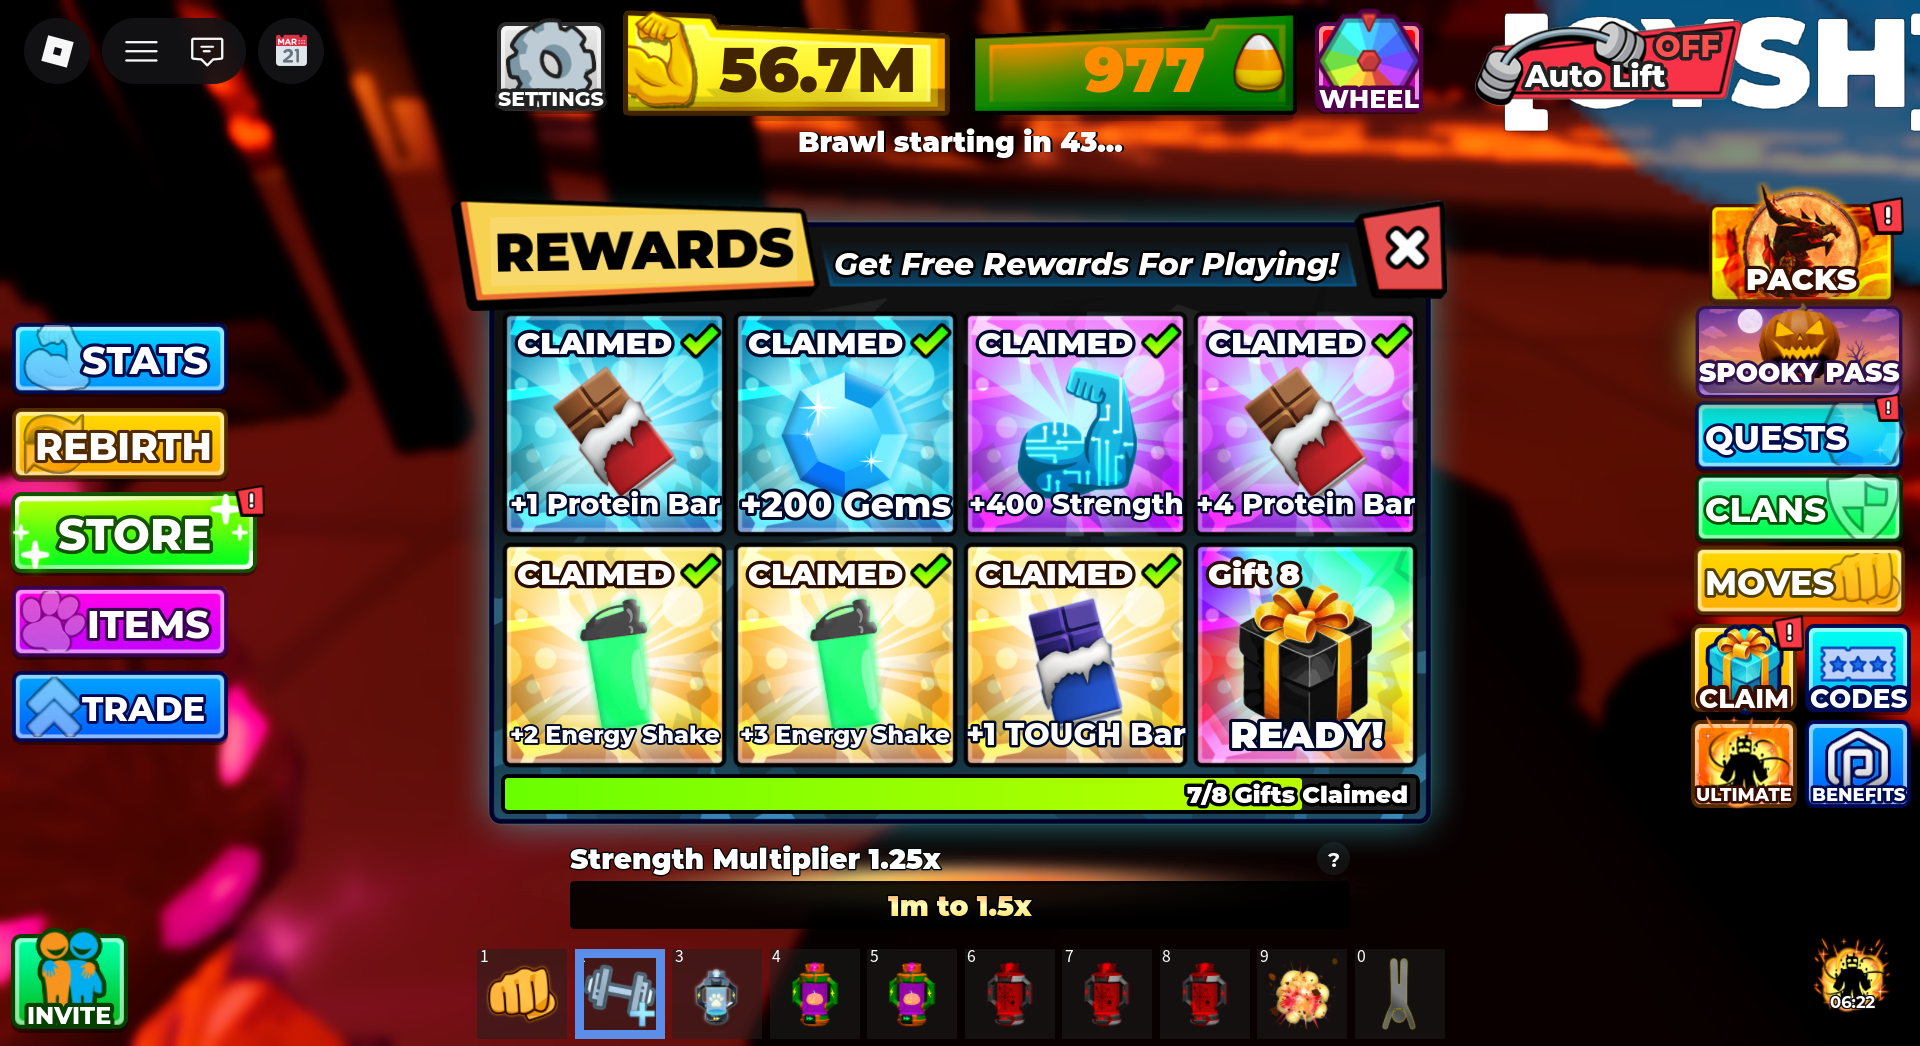 MAR
21
SETTINGS
56.7M
977
WHEEL
OFF
Auto Lift
Brawl starting in 43...
REWARDS
Get Free Rewards For Playing!
CLAIMED
+1 Protein Bar
CLAIMED
+200 Gems
CLAIMED
+400 Strength
CLAIMED
+4 Protein Bar
CLAIMED
+2 Energy Shake
CLAIMED
+3 Energy Shake
CLAIMED
+1 TOUGH Bar
Gift 8
READY!
7/8 Gifts Claimed
STATS
REBIRTH
STORE
!
ITEMS
TRADE
INVITE
PACKS
!
SPOOKY PASS
QUESTS
!
CLANS
MOVES
CLAIM
!
CODES
ULTIMATE
BENEFITS
Strength Multiplier 1.25x
?
1m to 1.5x
1
3
4
5
6
7
8
9
0
06:22